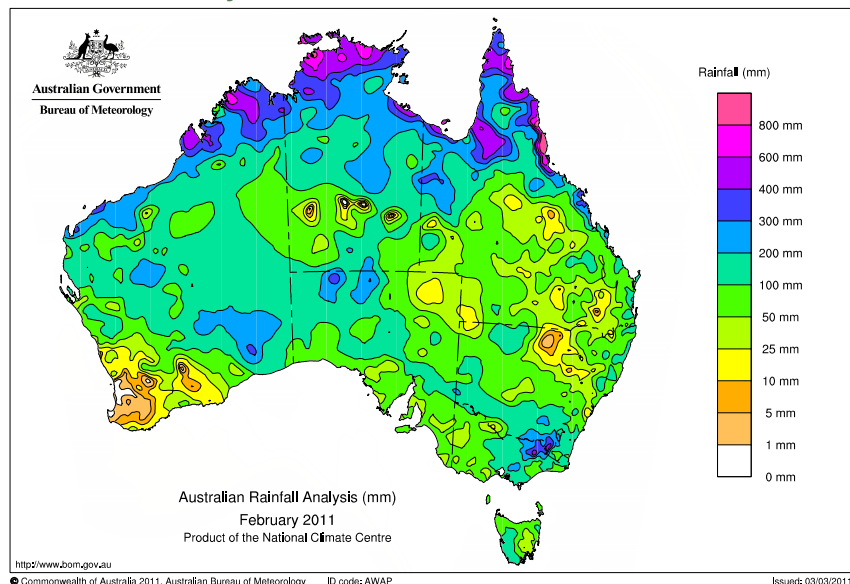 Australian Government
Bureau of Meteorology
Rainfall (mm)
800 mm
600 mm
400 mm
300 mm
200 mm
100 mm
50 mm
25 mm
10 mm
5 mm
1 mm
0 mm
Australian Rainfall Analysis (mm)
February 2011
Product of the National Climate Centre
http://www.bom.gov.au
© Commonwealth of Australia 2011, Australian Bureau of Meteorology ID code: AWAP Issued: 03/03/2011